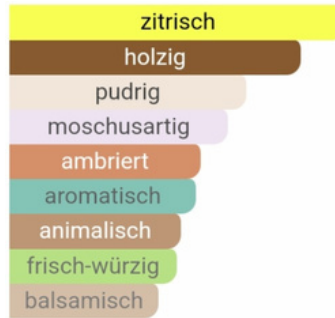 zitrisch
holzig
pudrig
moschusartig
ambriert
aromatisch
animalisch
frisch-würzig
balsamisch